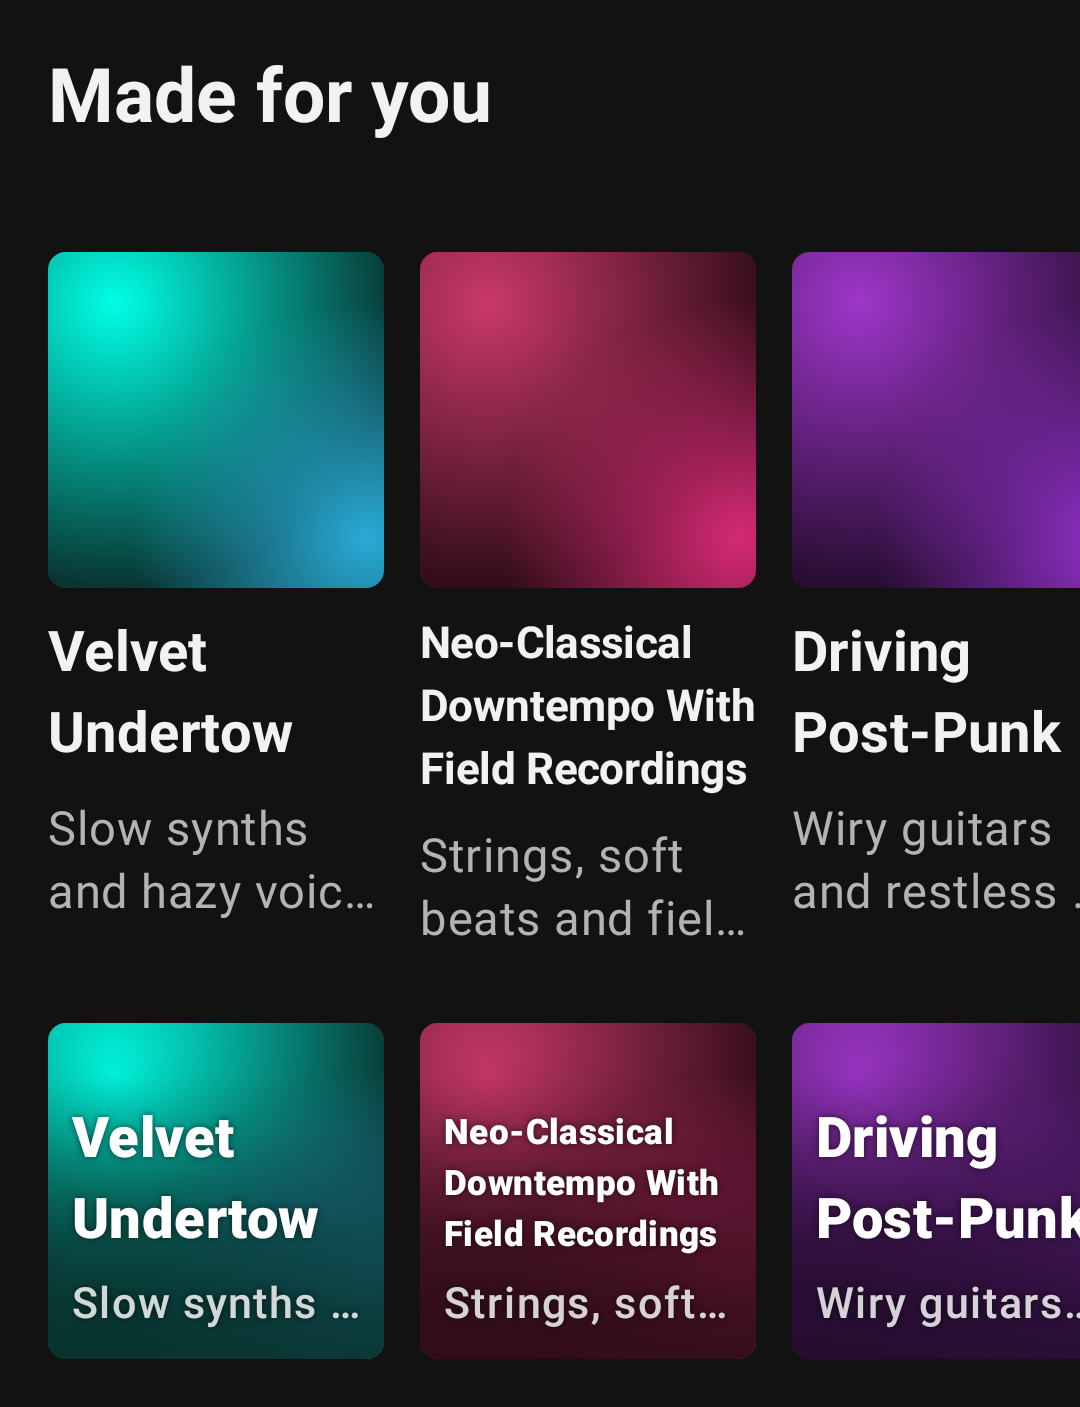 Made for you
Velvet
Undertow
Slow synths
and hazy voic…
Neo-Classical
Downtempo With
Field Recordings
Strings, soft
beats and fiel…
Driving
Post-Punk
Wiry guitars
and restless .
Velvet
Undertow
Slow synths …
Neo-Classical
Downtempo With
Field Recordings
Strings, soft…
Driving
Post-Punk
Wiry guitars..